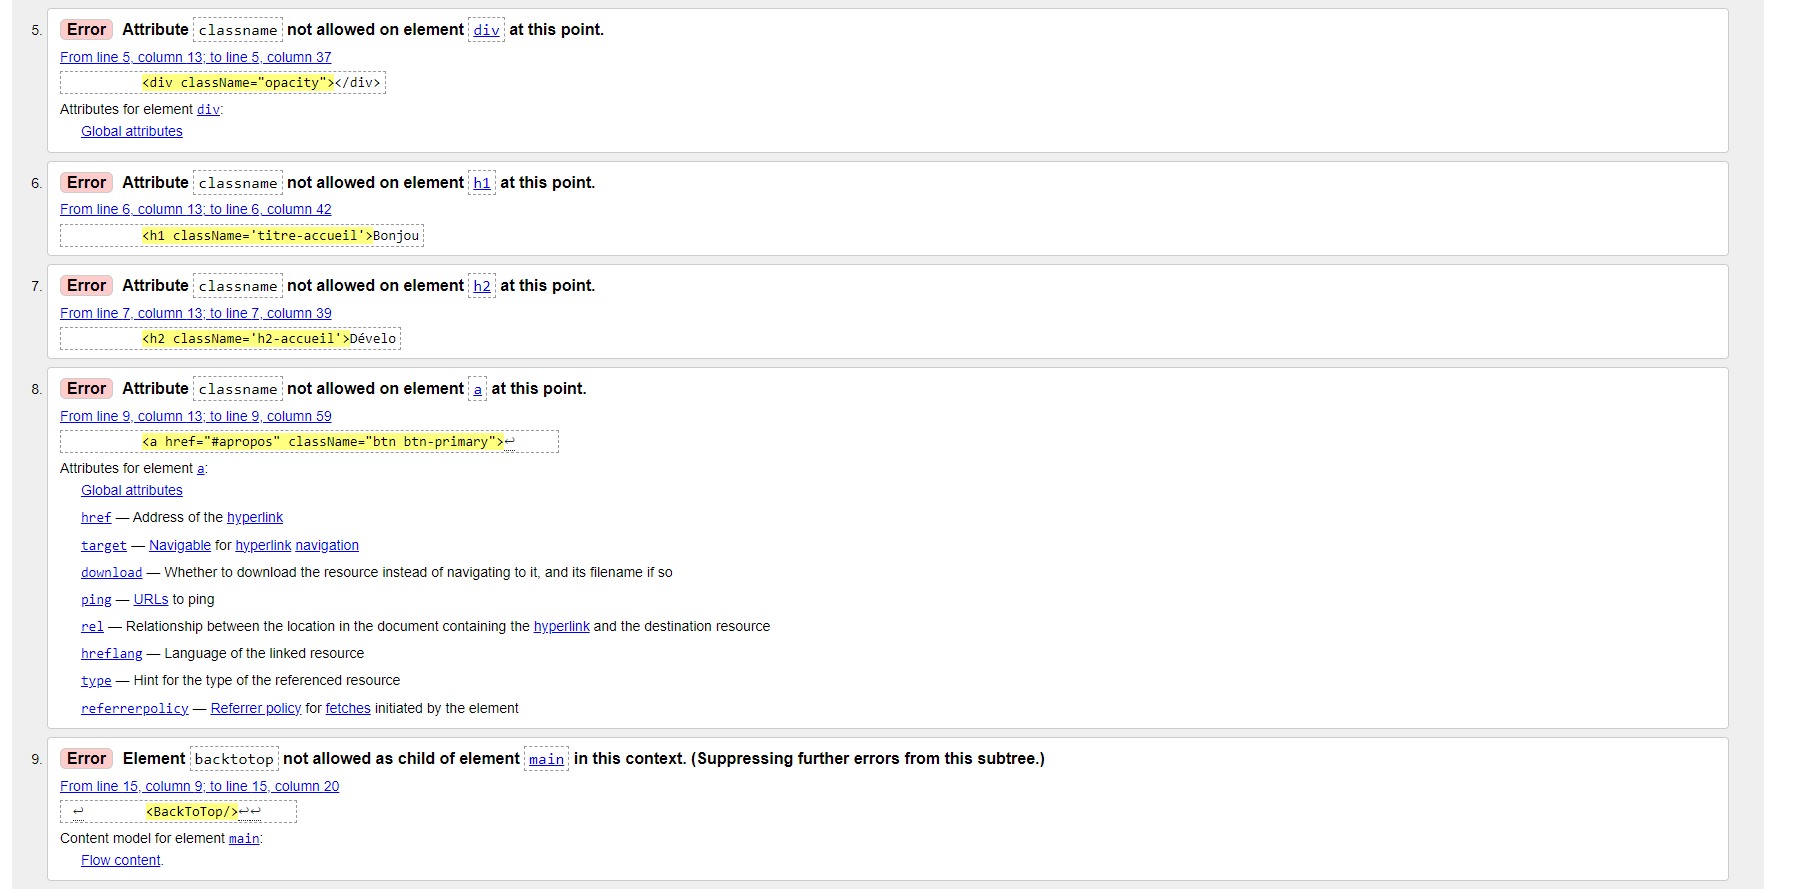 5. Error Attribute classname not allowed on element div at this point.
From line 5, column 13; to line 5, column 37
<div className="opacity"></div>
Attributes for element div:
Global attributes
6. Error Attribute classname not allowed on element h1 at this point.
From line 6, column 13; to line 6, column 42
<h1 className='titre-accueil'>Bonjou
7. Error Attribute classname not allowed on element h2 at this point.
From line 7, column 13; to line 7, column 39
<h2 className='h2-accueil'>Dévelo
8. Error Attribute classname not allowed on element a at this point.
From line 9, column 13; to line 9, column 59
<a href="#apropos" className="btn btn-primary">↩
Attributes for element a:
Global attributes
href — Address of the hyperlink
target — Navigable for hyperlink navigation
download — Whether to download the resource instead of navigating to it, and its filename if so
ping — URLs to ping
rel — Relationship between the location in the document containing the hyperlink and the destination resource
hreflang — Language of the linked resource
type — Hint for the type of the referenced resource
referrerpolicy — Referrer policy for fetches initiated by the element
9. Error Element backtotop not allowed as child of element main in this context. (Suppressing further errors from this subtree.)
From line 15, column 9; to line 15, column 20
↩ <BackToTop/>↩↩
Content model for element main:
Flow content.